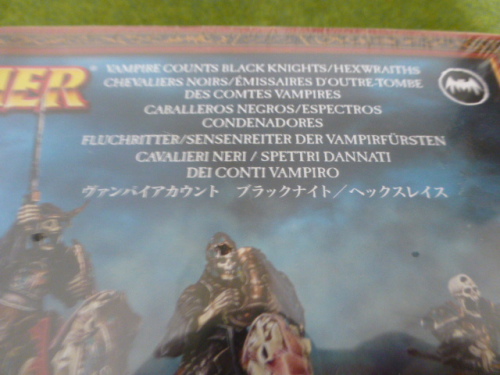 VAMPIRE COUNTS BLACK KNIGHTS/HEXWRAITHS
CHEVALIERS NOIRS/ÉMISSAIRES D'OUTRE-TOMBE
DES COMTES VAMPIRES
CABALLEROS NEGROS/ESPECTROS
CONDENADORES
FLUCHRITTER/SENSENREITER DER VAMPIRFÜRSTEN
CAVALIERI NERI / SPETTRI DANNATI
DEI CONTI VAMPIRO
ヴァンパイアカウント ブラックナイト／ヘックスレイス